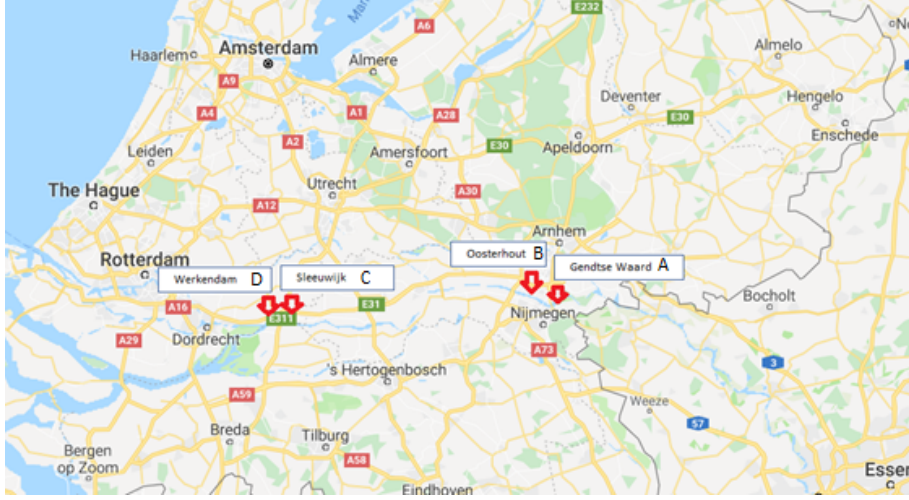 E232
A6
Haarlem
Amsterdam
Almelo
Almere
A9
Deventer
Hengelo
A4
A1
A28
E30
A2
Enschede
Leiden
Amersfoort
E30
Apeldoorn
Utrecht
The Hague
A30
A12
Arnhem
Rotterdam
Oosterhout B
Gendtse Waard A
Werkendam D
Sleeuwijk C
A16
E31
Bocholt
E311
Nijmegen
Dordrecht
A29
A73
3
's Hertogenbosch
A59
Weeze
Breda
Tilburg
57
Bergen
op Zoom
A58
Essen
Eindhoven